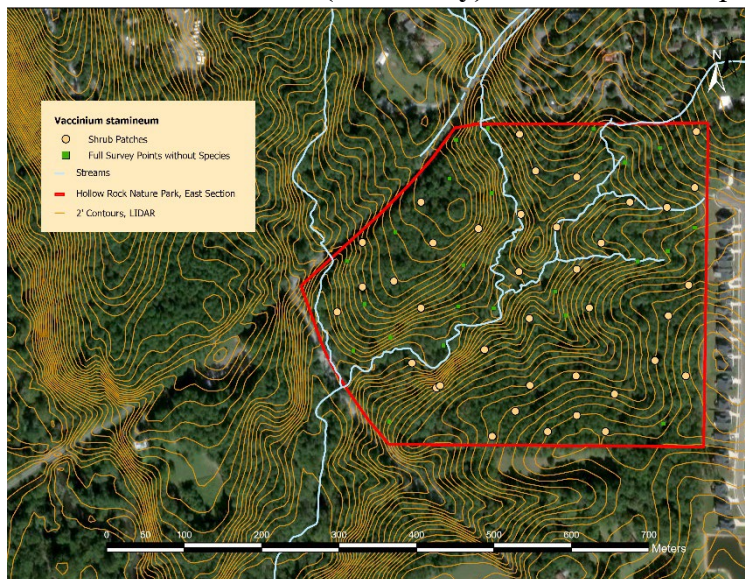 N
Vaccinium stamineum
Shrub Patches
Full Survey Points without Species
Streams
Hollow Rock Nature Park, East Section
2' Contours, LIDAR
0 50 100 200 300 400 500 600 700
Meters